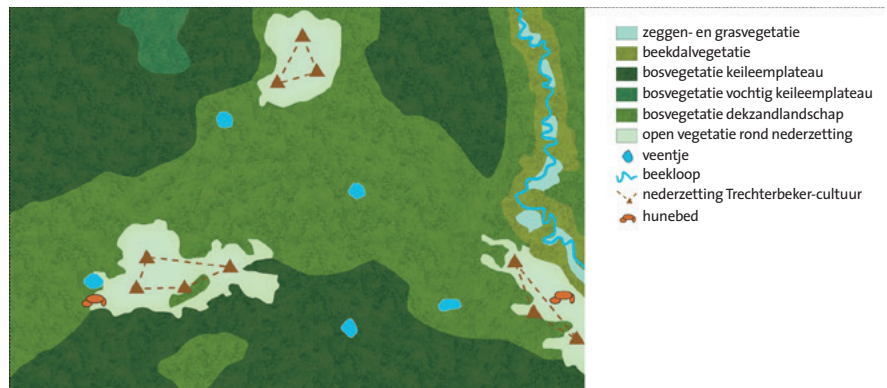 zeggen- en grasvegetatie
beekdalvegetatie
bosvegetatie keileemplateau
bosvegetatie vochtig keileemplateau
bosvegetatie dekzandlandschap
open vegetatie rond nederzetting
veentje
beekloop
nederzetting Trechterbeker-cultuur
hunebed